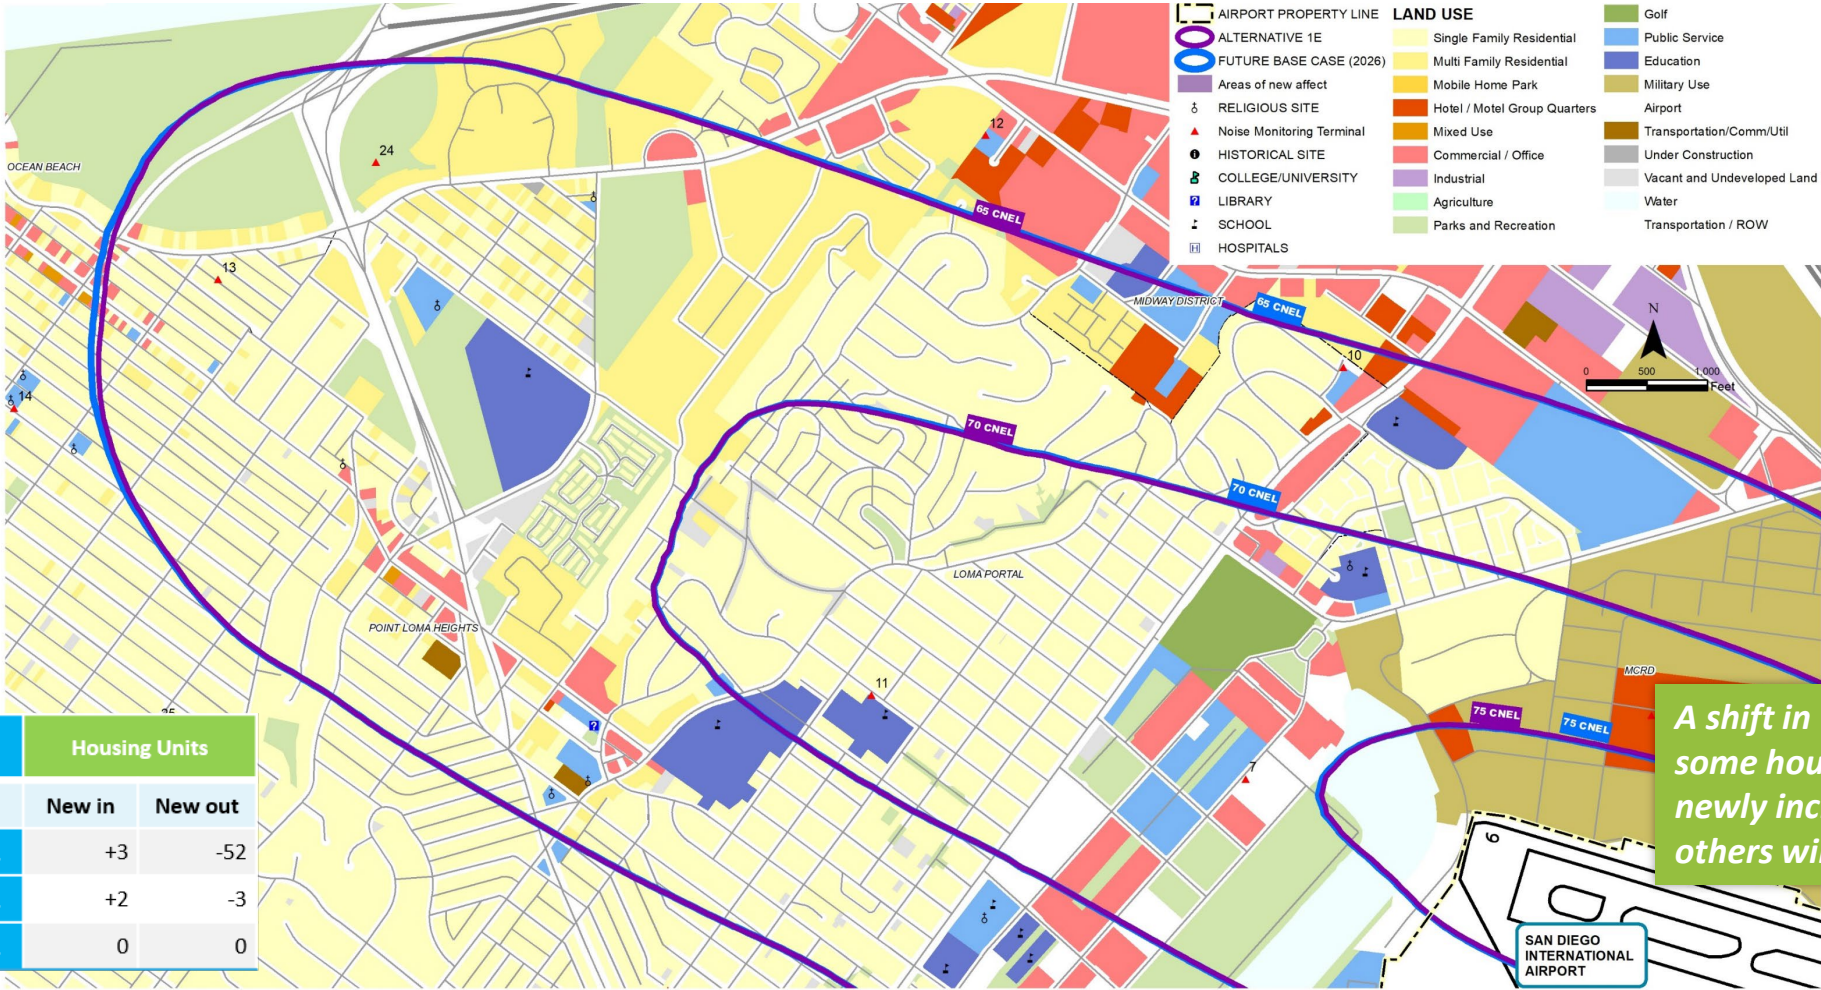 AIRPORT PROPERTY LINE
ALTERNATIVE 1E
FUTURE BASE CASE (2026)
Areas of new affect
RELIGIOUS SITE
Noise Monitoring Terminal
HISTORICAL SITE
COLLEGE/UNIVERSITY
LIBRARY
SCHOOL
HOSPITALS
LAND USE
Single Family Residential
Multi Family Residential
Mobile Home Park
Hotel / Motel Group Quarters
Mixed Use
Commercial / Office
Industrial
Agriculture
Parks and Recreation
Golf
Public Service
Education
Military Use
Airport
Transportation/Comm/Util
Under Construction
Vacant and Undeveloped Land
Water
Transportation / ROW
12
24
OCEAN BEACH
65 CNEL
13
MIDWAY DISTRICT
65 CNEL
N
10
0 500 1,000
Feet
14
70 CNEL
70 CNEL
LOMA PORTAL
POINT LOMA HEIGHTS
MCRD
11
75 CNEL
75 CNEL
7
9
A shift in
some hou
newly inc
others wi
SAN DIEGO
INTERNATIONAL
AIRPORT
Housing Units
New in New out
+3 -52
+2 -3
0 0